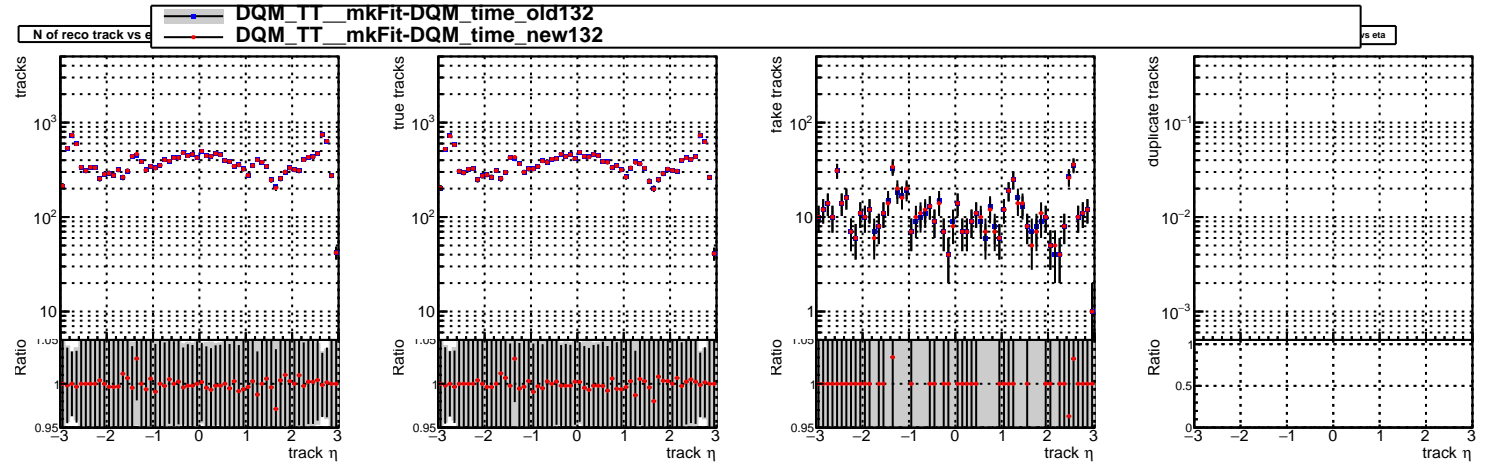 DQM_TT__mkFit-DQM_time_old132
DQM_TT__mkFit-DQM_time_new132
N of reco track vs e
vs eta
tracks
10³
10²
10
Ratio
1.05
1
0.95
−3 −2 −1 0 1 2 3
track η
true tracks
10³
10²
10
Ratio
1.05
1
0.95
−3 −2 −1 0 1 2 3
track η
fake tracks
10²
10
1
Ratio
1.05
1
0.95
−3 −2 −1 0 1 2 3
track η
duplicate tracks
10⁻¹
10⁻²
10⁻³
Ratio
1
0.5
0
−3 −2 −1 0 1 2 3
track η